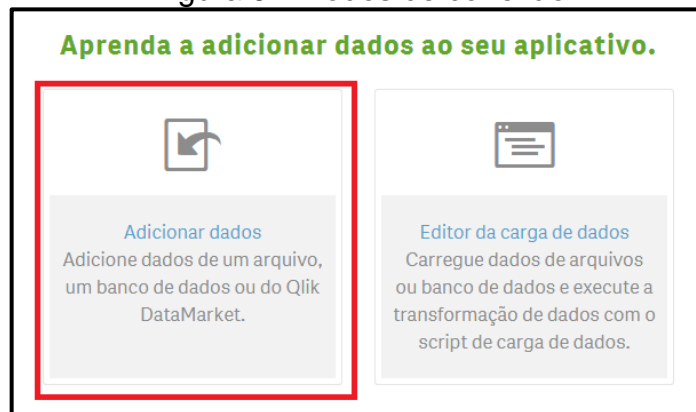 Aprenda a adicionar dados ao seu aplicativo.
Adicionar dados
Adicione dados de um arquivo,
um banco de dados ou do Qlik
DataMarket.
Editor da carga de dados
Carregue dados de arquivos
ou banco de dados e execute a
transformação de dados com o
script de carga de dados.